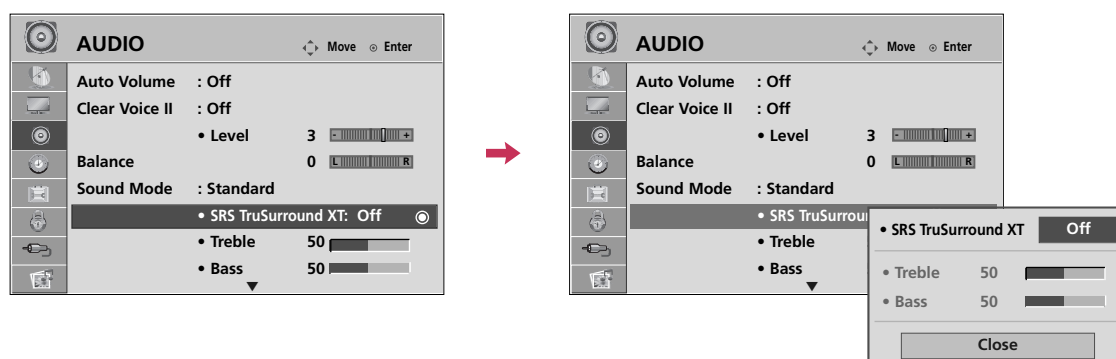 AUDIO
Move
Enter
Auto Volume : Off
Clear Voice II : Off
• Level 3 - +
Balance 0 L R
Sound Mode : Standard
• SRS TruSurround XT: Off
• Treble 50
• Bass 50
AUDIO
Move
Enter
Auto Volume : Off
Clear Voice II : Off
• Level 3 - +
Balance 0 L R
Sound Mode : Standard
• SRS TruSurrou
• Treble
• Bass
• SRS TruSurround XT Off
• Treble 50
• Bass 50
Close